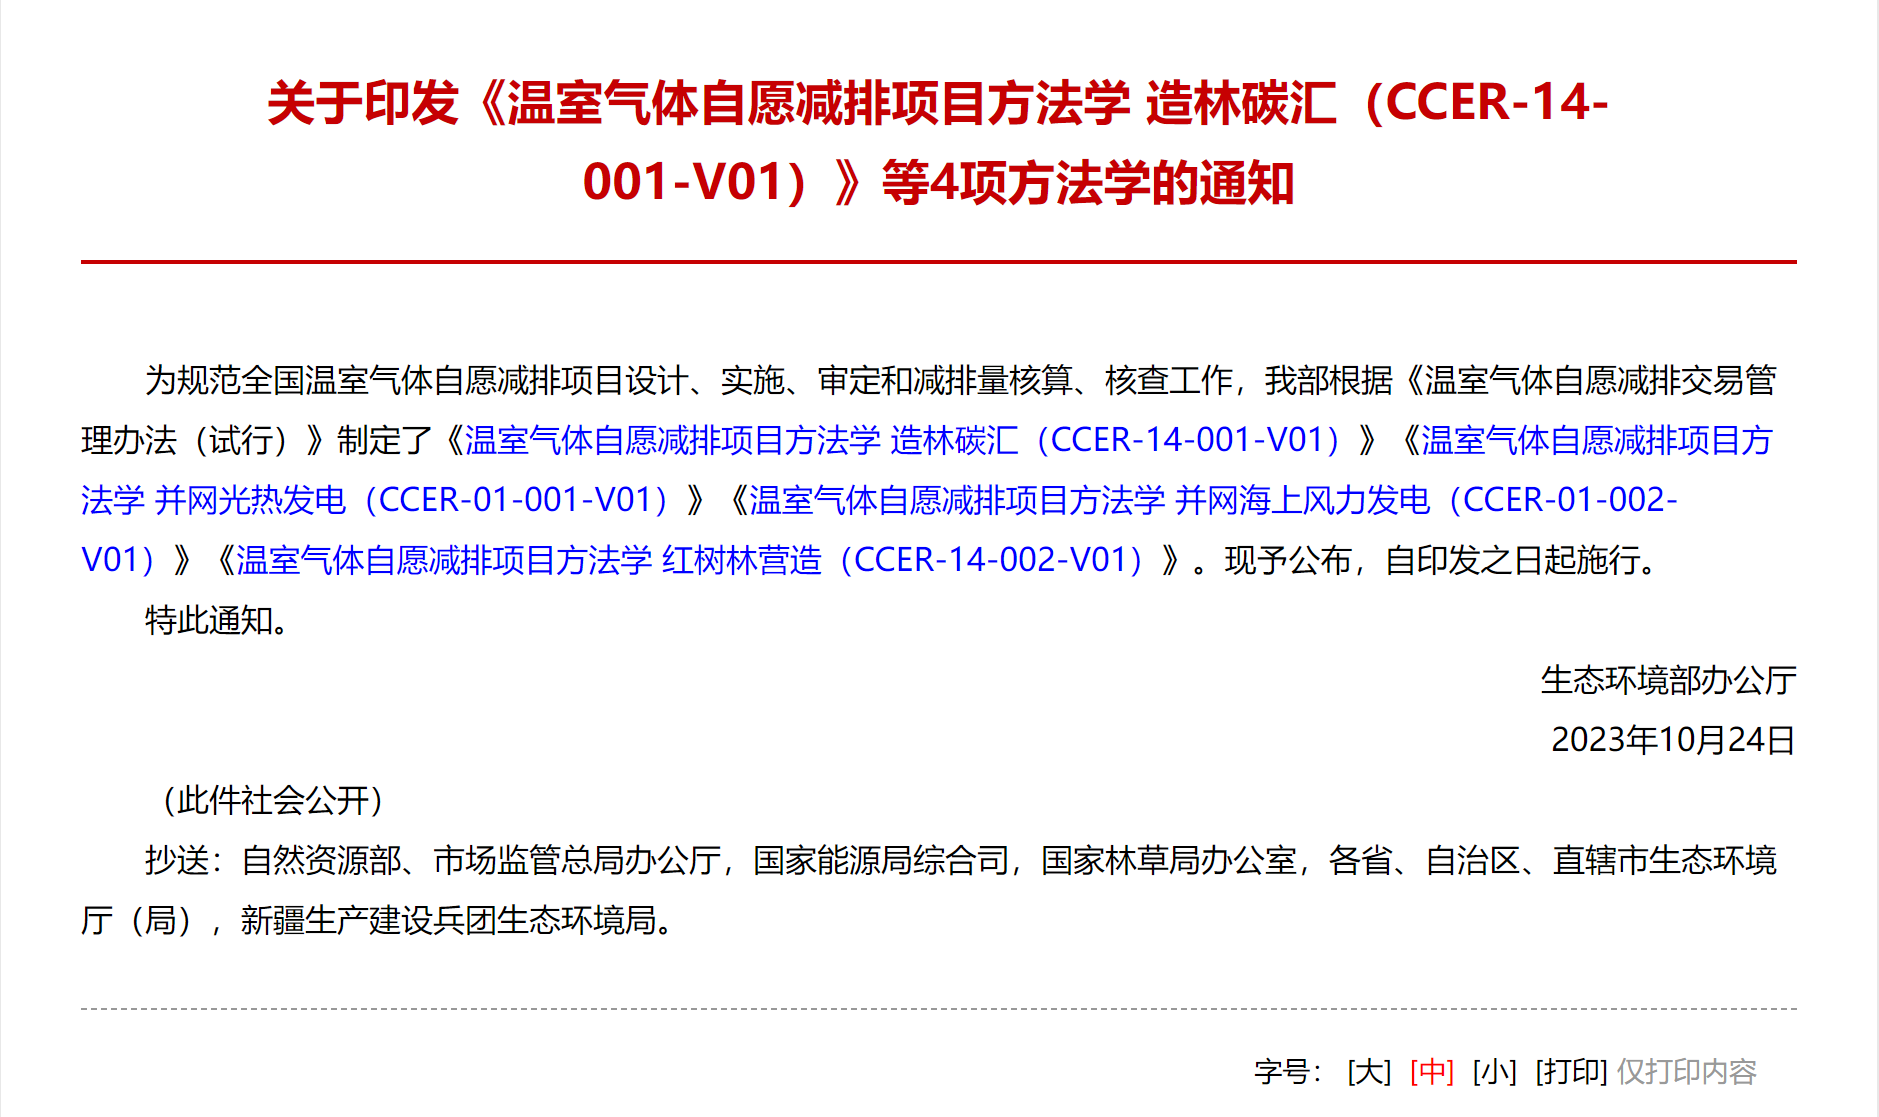 关于印发《温室气体自愿减排项目方法学 造林碳汇（CCER-14-
001-V01）》等4项方法学的通知
为规范全国温室气体自愿减排项目设计、实施、审定和减排量核算、核查工作，我部根据《温室气体自愿减排交易管
理办法（试行）》制定了《温室气体自愿减排项目方法学 造林碳汇（CCER-14-001-V01）》《温室气体自愿减排项目方
法学 并网光热发电（CCER-01-001-V01）》《温室气体自愿减排项目方法学 并网海上风力发电（CCER-01-002-
V01）》《温室气体自愿减排项目方法学 红树林营造（CCER-14-002-V01）》。现予公布，自印发之日起施行。
特此通知。
生态环境部办公厅
2023年10月24日
（此件社会公开）
抄送：自然资源部、市场监管总局办公厅，国家能源局综合司，国家林草局办公室，各省、自治区、直辖市生态环境
厅（局），新疆生产建设兵团生态环境局。
字号： [大] [中] [小] [打印] 仅打印内容